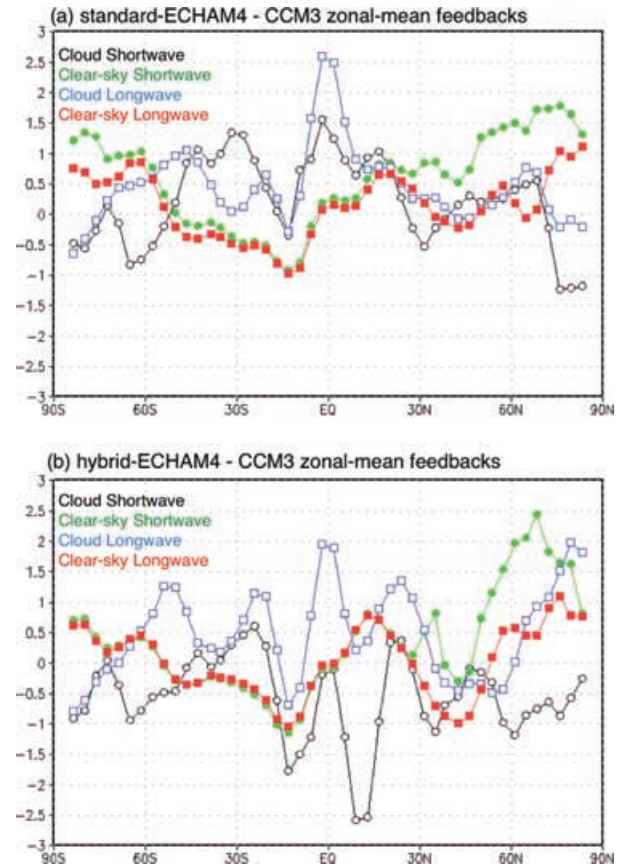 (a) standard-ECHAM4 - CCM3 zonal-mean feedbacks
3
2.5
2
1.5
1
0.5
0
−0.5
−1
−1.5
−2
−2.5
−3
Cloud Shortwave
Clear-sky Shortwave
Cloud Longwave
Clear-sky Longwave
90S 60S 30S EQ 30N 60N 90N
(b) hybrid-ECHAM4 - CCM3 zonal-mean feedbacks
3
2.5
2
1.5
1
0.5
0
−0.5
−1
−1.5
−2
−2.5
−3
Cloud Shortwave
Clear-sky Shortwave
Cloud Longwave
Clear-sky Longwave
90S 60S 30S EQ 30N 60N 90N